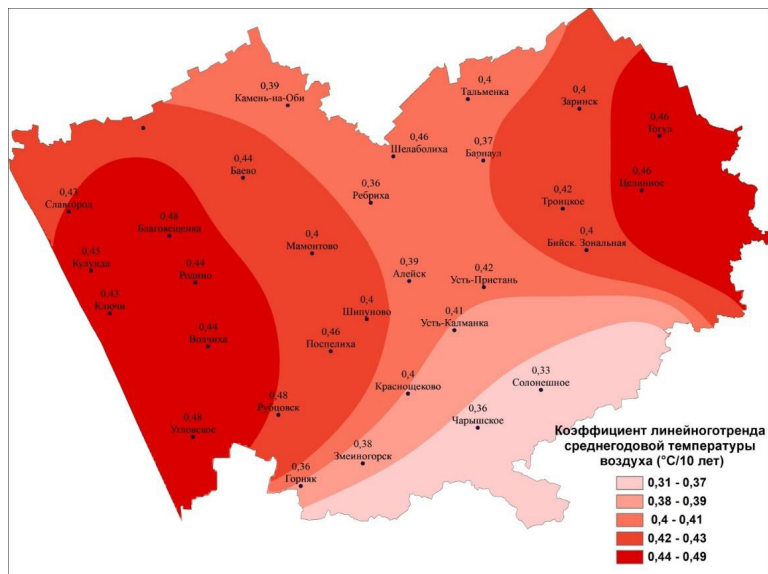 0,39
Камень-на-Оби
0,4
Тальменка
0,4
Заринск
0,46
Тогул
0,46
Шелаболиха
0,37
Барнаул
0,44
Баево
0,36
Ребриха
0,46
Целинное
0,43
Славгород
0,48
Благовещенка
0,42
Троицкое
0,4
Мамонтово
0,4
Бийск. Зональная
0,45
Кулунда
0,44
Родино
0,39
Алейск
0,42
Усть-Пристань
0,43
Ключи
0,4
Шипуново
0,41
Усть-Калманка
0,44
Волчиха
0,46
Поспелиха
0,4
Краснощеково
0,33
Солонешное
0,48
Рубцовск
0,36
Чарышское
0,48
Угловское
0,38
Змеиногорск
0,36
Горняк
Коэффициент линейноготренда
среднегодовой температуры
воздуха (°С/10 лет)
0,31 - 0,37
0,38 - 0,39
0,4 - 0,41
0,42 - 0,43
0,44 - 0,49